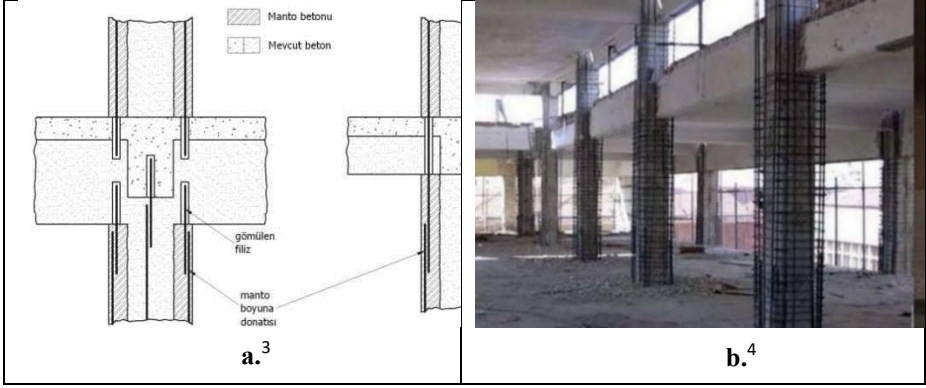 Manto betonu
Mevcut beton
gömülen
filiz
manto
boyuna
donatısı
a.3
b.4